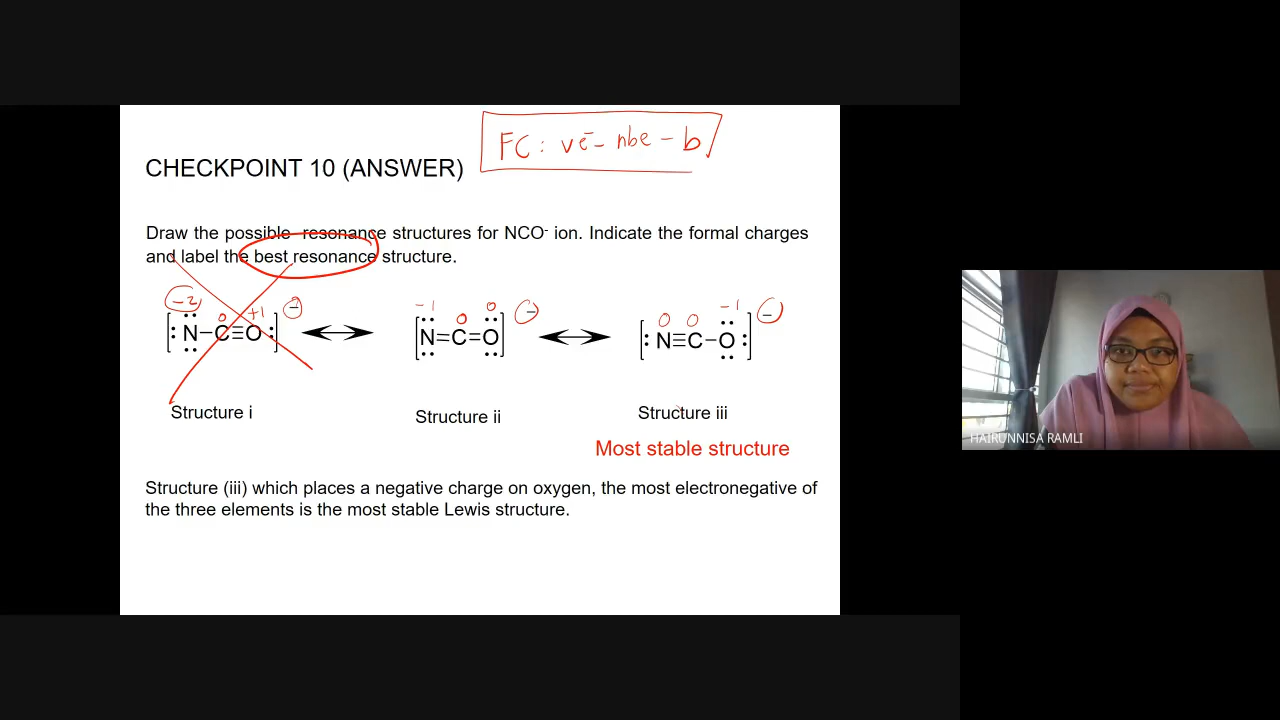 FC : ve⁻ - nbe - b
CHECKPOINT 10 (ANSWER)
Draw the possible resonance structures for NCO⁻ ion. Indicate the formal charges
and label the best resonance structure.
-2 0 +1 - -1 0 0 - 0 0 -1 -
[:N-C≡O:] [N=C=O] [:N≡C-O:]
Structure i Structure ii Structure iii
Most stable structure
Structure (iii) which places a negative charge on oxygen, the most electronegative of
the three elements is the most stable Lewis structure.
HAIRUNNISA RAMLI